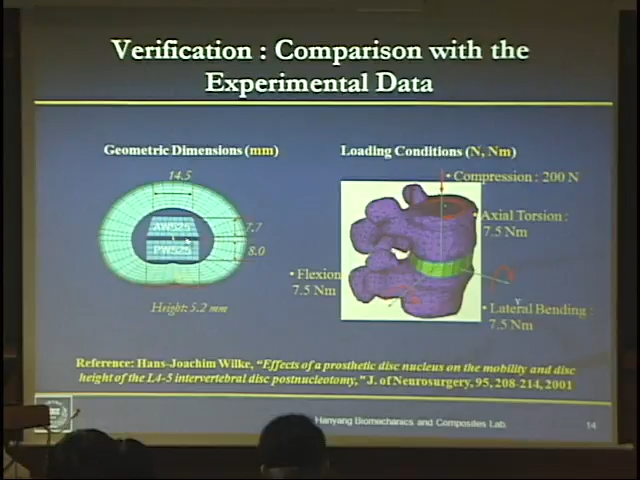 Verification : Comparison with the
Experimental Data
Geometric Dimensions (mm)
14.5
AW525
PW525
7.7
8.0
Height: 5.2 mm
Loading Conditions (N, Nm)
• Compression : 200 N
• Axial Torsion :
7.5 Nm
• Flexion
7.5 Nm
• Lateral Bending :
7.5 Nm
Reference: Hans-Joachim Wilke, “Effects of a prosthetic disc nucleus on the mobility and disc
height of the L4-5 intervertebral disc postnucleotomy,” J. of Neurosurgery, 95, 208-214, 2001
Hanyang Biomechanics and Composites Lab.
14